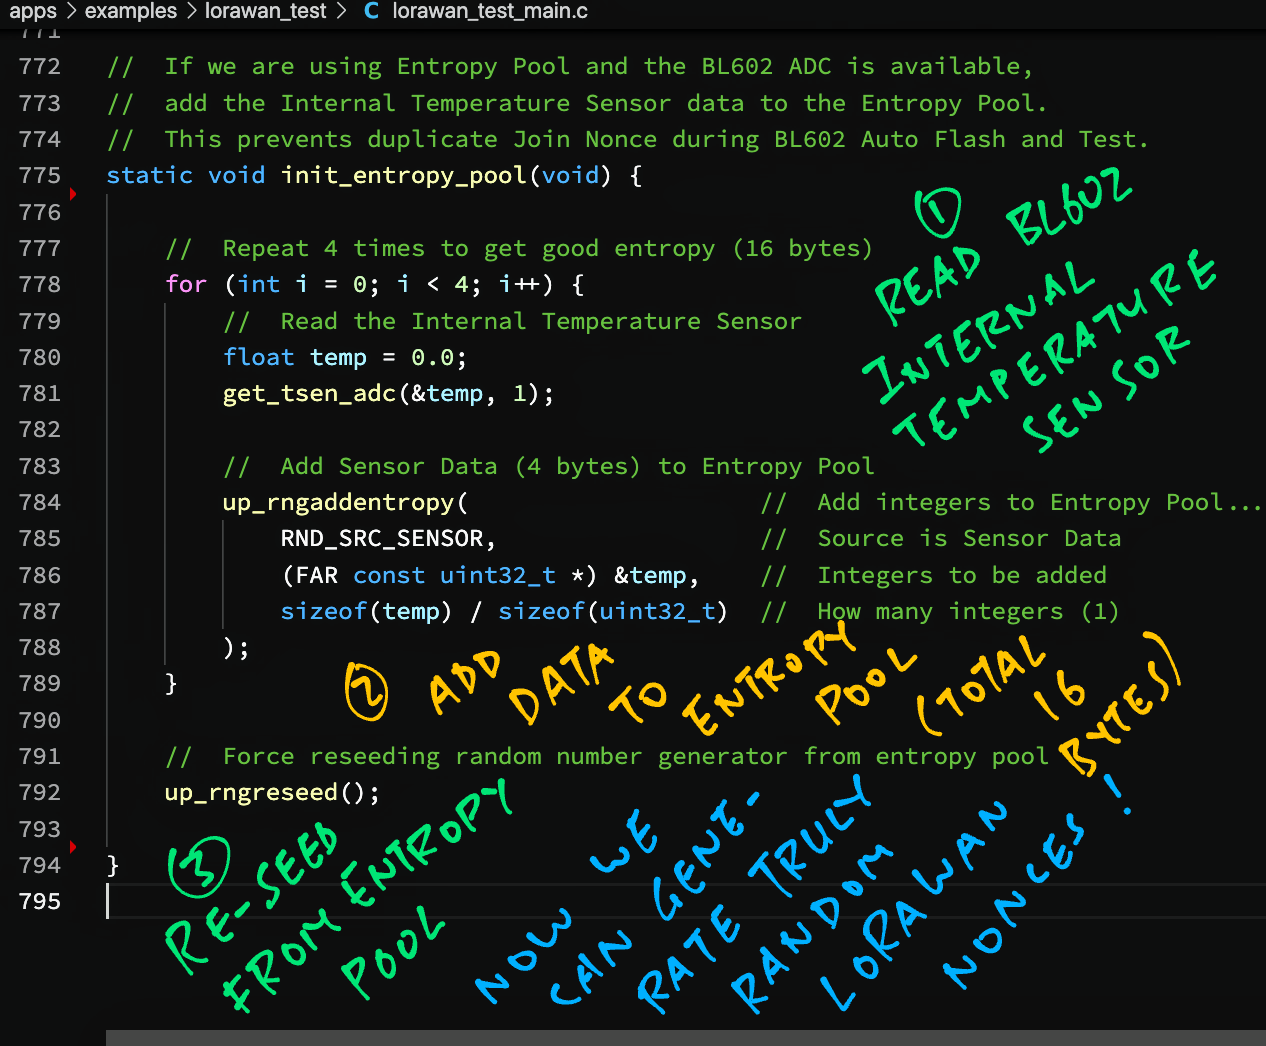 apps > examples > lorawan_test > C lorawan_test_main.c
771
772 // If we are using Entropy Pool and the BL602 ADC is available,
773 // add the Internal Temperature Sensor data to the Entropy Pool.
774 // This prevents duplicate Join Nonce during BL602 Auto Flash and Test.
775 static void init_entropy_pool(void) {
776
777 // Repeat 4 times to get good entropy (16 bytes)
778 for (int i = 0; i < 4; i++) {
779 // Read the Internal Temperature Sensor
780 float temp = 0.0;
781 get_tsen_adc(&temp, 1);
782
783 // Add Sensor Data (4 bytes) to Entropy Pool
784 up_rngaddentropy( // Add integers to Entropy Pool...
785 RND_SRC_SENSOR, // Source is Sensor Data
786 (FAR const uint32_t *) &temp, // Integers to be added
787 sizeof(temp) / sizeof(uint32_t) // How many integers (1)
788 );
789 }
790
791 // Force reseeding random number generator from entropy pool
792 up_rngreseed();
793
794 }
795
1 READ BL602
INTERNAL
TEMPERATURE
SENSOR
2 ADD DATA TO ENTROPY POOL (TOTAL 16 BYTES)
3 RE-SEED
FROM ENTROPY
POOL
NOW WE
CAN GENE-
RATE TRULY
RANDOM
LORAWAN
NONCES!